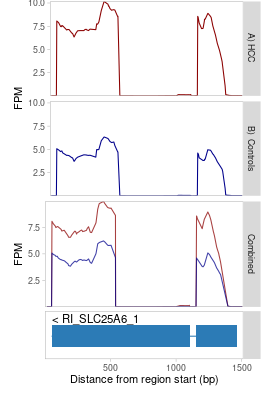 10.0
7.5
5.0
2.5
FPM
A) HCC
10.0
7.5
5.0
2.5
B) Controls
7.5
5.0
2.5
FPM
Combined
< RI_SLC25A6_1
500
1000
1500
Distance from region start (bp)